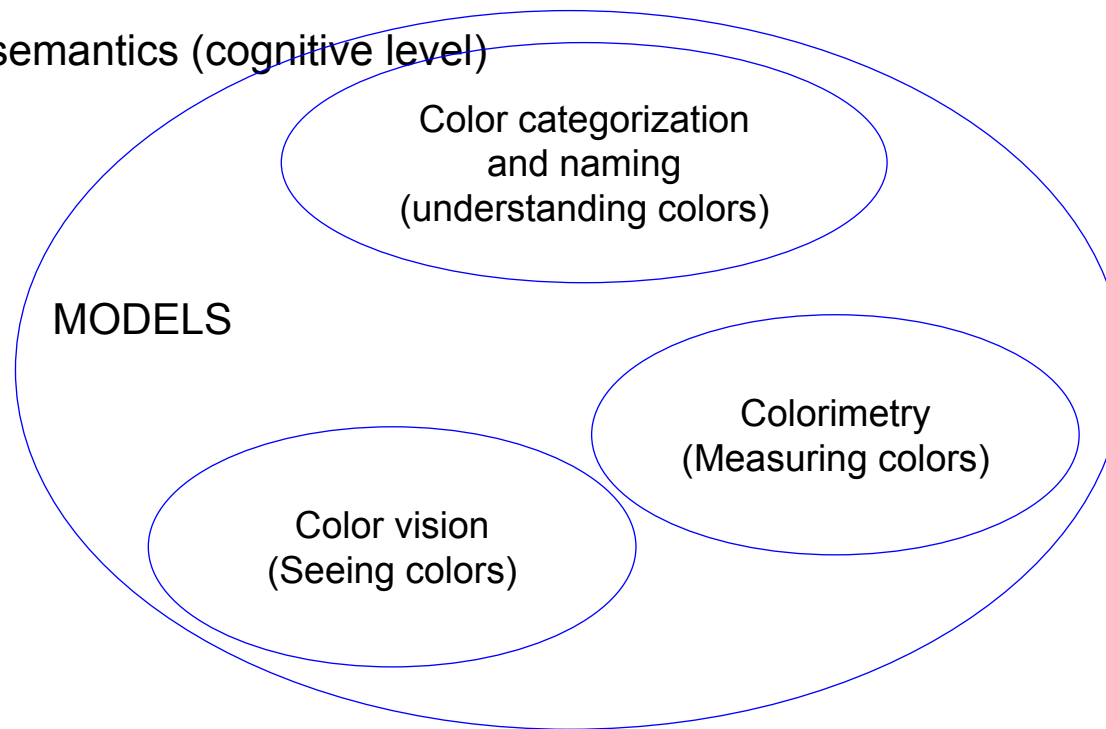 semantics (cognitive level)
Color categorization
and naming
(understanding colors)
MODELS
Colorimetry
(Measuring colors)
Color vision
(Seeing colors)